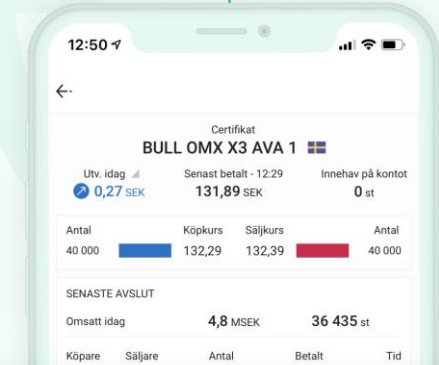 12:50
Certifikat
BULL OMX X3 AVA 1
Utv. idag Senast betalt - 12:29 Innehav på kontot
0,27 SEK 131,89 SEK 0 st
Antal Köpkurs Säljkurs Antal
40 000 132,29 132,39 40 000
SENASTE AVSLUT
Omsatt idag 4,8 MSEK 36 435 st
Köpare Säljare Antal Betalt Tid